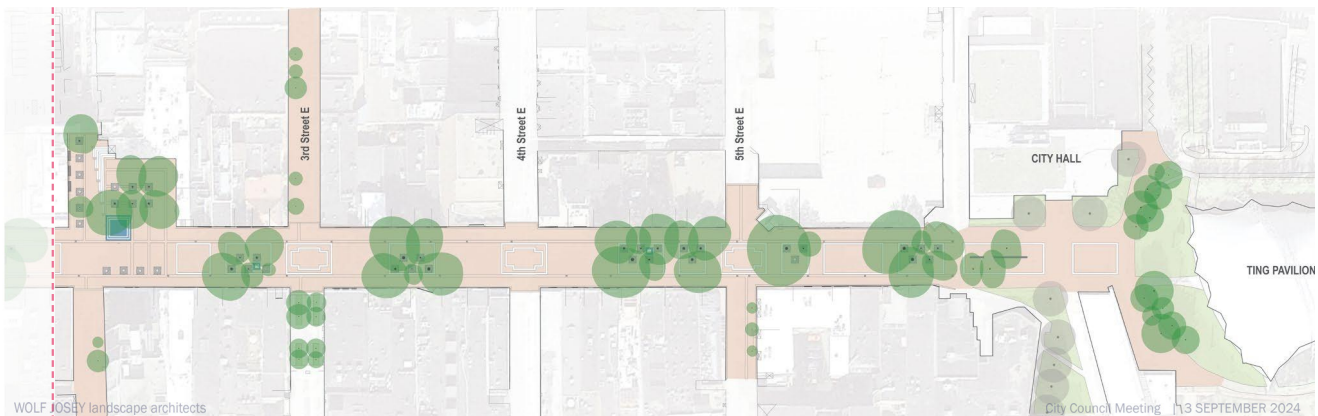 3rd Street E
4th Street E
5th Street E
CITY HALL
TING PAVILION
WOLF JOSEY landscape architects
City Council Meeting | 13 SEPTEMBER 2024